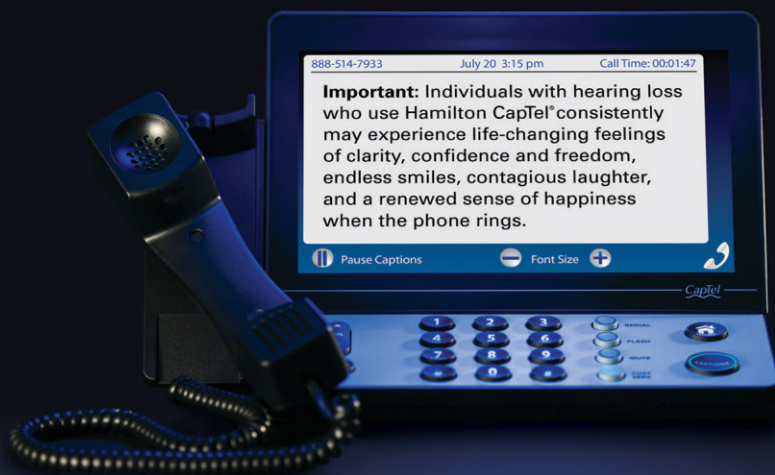 888-514-7933 July 20 3:15 pm Call Time: 00:01:47
Important: Individuals with hearing loss
who use Hamilton CapTel® consistently
may experience life-changing feelings
of clarity, confidence and freedom,
endless smiles, contagious laughter,
and a renewed sense of happiness
when the phone rings.
Pause Captions Font Size
CapTel
1 2 3 REDIAL
4 5 6 FLASH
7 8 9 MUTE
* 0 # CUST
SERV
CAPTIONS